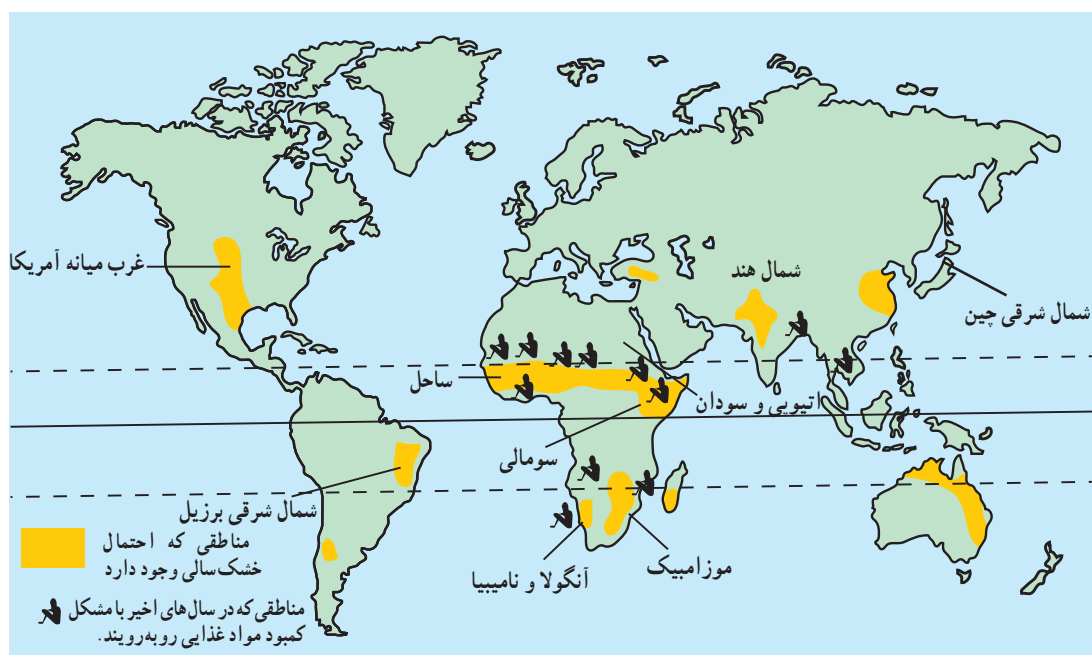 غرب میانه آمریکا
شمال هند
شمال شرقی چین
ساحل
اتیوپی و سودان
سومالی
شمال شرقی برزیل
موزامبیک
آنگولا و نامیبیا
مناطقی که احتمال
خشک‌سالی وجود دارد
مناطقی‌که در سال‌های اخیر با مشکل
کمبود مواد غذایی روبه‌رویند.